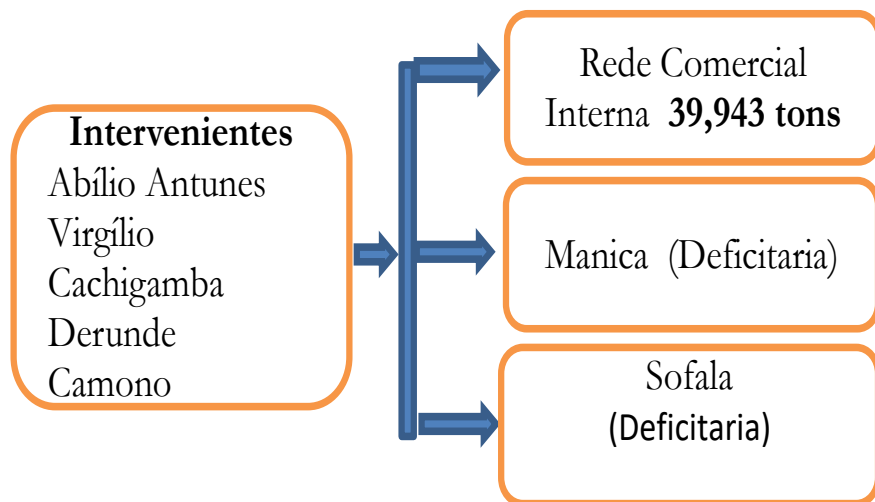 Intervenientes
Abílio Antunes
Virgílio
Cachigamba
Derunde
Camono
Rede Comercial
Interna 39,943 tons
Manica (Deficitaria)
Sofala
(Deficitaria)